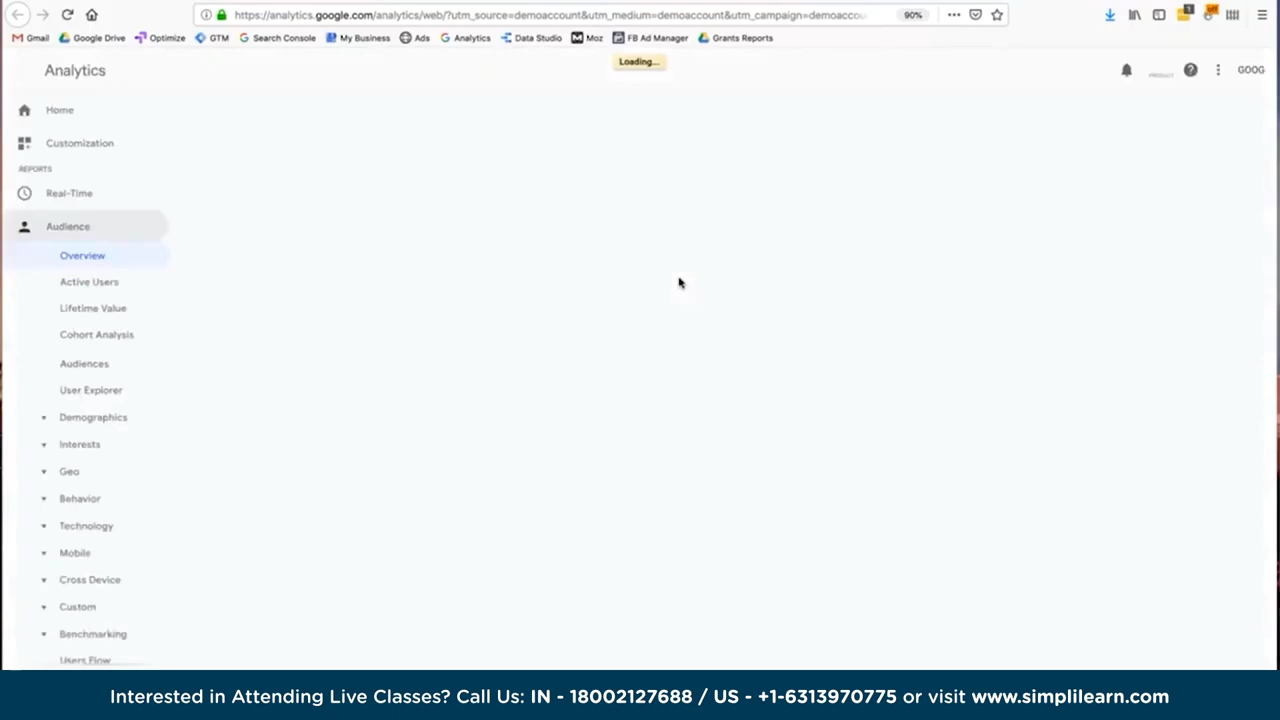 https://analytics.google.com/analytics/web/?utm_source=demoaccount&utm_medium=demoaccount&utm_campaign=demoaccou
90%
Gmail Google Drive Optimize GTM Search Console My Business Ads Analytics Data Studio Moz FB Ad Manager Grants Reports
Analytics
Loading...
PRODUCT
GOOG
Home
Customization
REPORTS
Real-Time
Audience
Overview
Active Users
Lifetime Value
Cohort Analysis
Audiences
User Explorer
Demographics
Interests
Geo
Behavior
Technology
Mobile
Cross Device
Custom
Benchmarking
Users Flow
Interested in Attending Live Classes? Call Us: IN - 18002127688 / US - +1-6313970775 or visit www.simplilearn.com